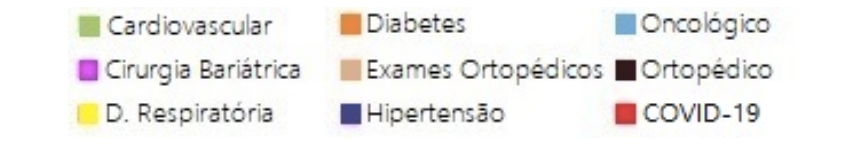 Cardiovascular Diabetes Oncológico
Cirurgia Bariátrica Exames Ortopédicos Ortopédico
D. Respiratória Hipertensão COVID-19